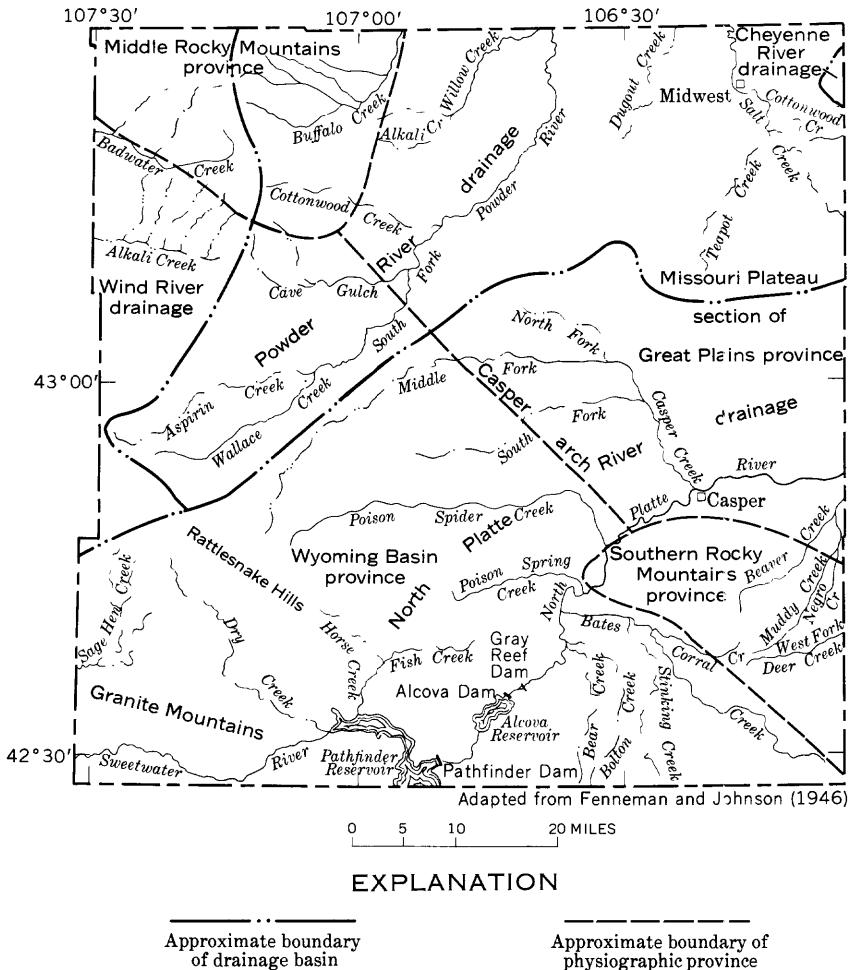 107°30′
107°00′
106°30′
Middle Rocky Mountains
province
Cheyenne
River
drainage
Buffalo Creek
Willow Creek
Alkali Cr
Dugout Creek
Midwest
Salt
Creek
Cottonwood
Cr
Badwater
Creek
Cottonwood
Creek
Powder
River
drainage
Teapot Creek
Alkali Creek
Wind River
drainage
Cave Gulch
Powder
River
South
Fork
Missouri Plateau
section of
Great Plains province
North Fork
43°00′
Aspirin Creek
Wallace Creek
Middle Fork
Casper
arch
South
Fork
Casper Creek
River
drainage
Platte
River
Casper
Poison Spider Creek
Platte
Rattlesnake Hills
Wyoming Basin
province
North
Poison Spring
Creek
North
Southern Rocky
Mountains
province
Beaver Creek
Muddy Creek
Negro Cr
West Fork
Deer Creek
Sage Hen Creek
Dry
Creek
Horse Creek
Fish Creek
Gray
Reef
Dam
Bates
Creek
Corral Cr
Granite Mountains
Alcova Dam
Alcova
Reservoir
Bear
Creek
Bolton Creek
Stinking Creek
42°30′
Sweetwater
River
Pathfinder
Reservoir
Pathfinder Dam
Adapted from Fenneman and Johnson (1946)
0 5 10 20 MILES
EXPLANATION
Approximate boundary
of drainage basin
Approximate boundary of
physiographic province